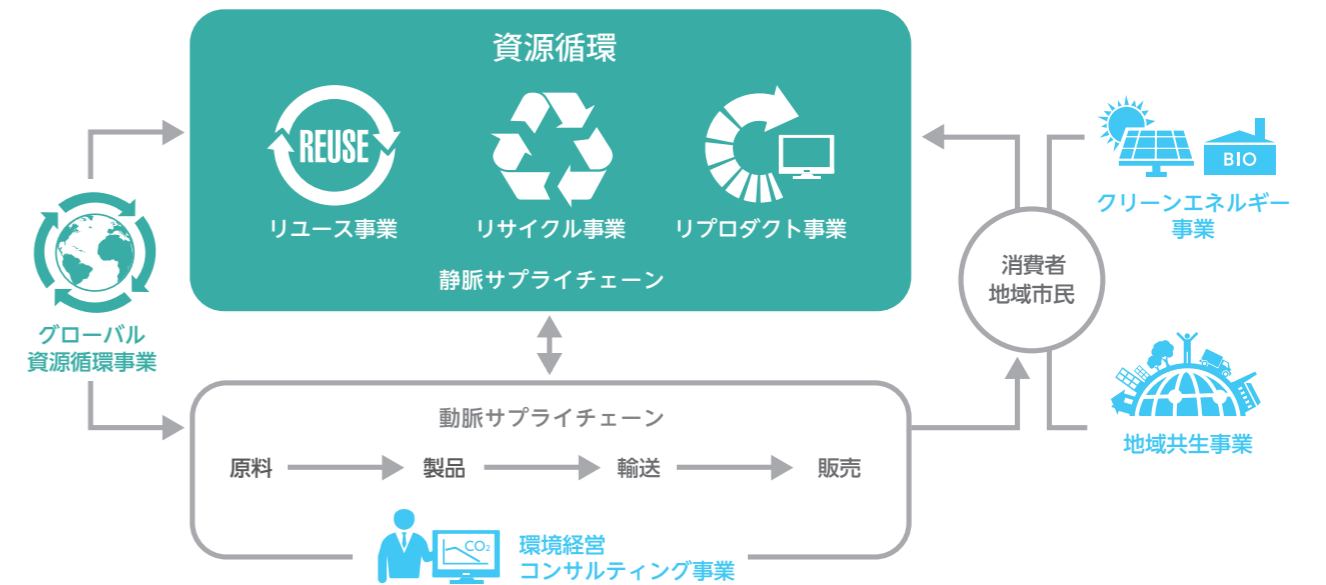 資源循環
REUSE
リユース事業
リサイクル事業
リプロダクト事業
静脈サプライチェーン
グローバル
資源循環事業
動脈サプライチェーン
原料
製品
輸送
販売
CO₂
環境経営
コンサルティング事業
消費者
地域市民
BIO
クリーンエネルギー
事業
地域共生事業